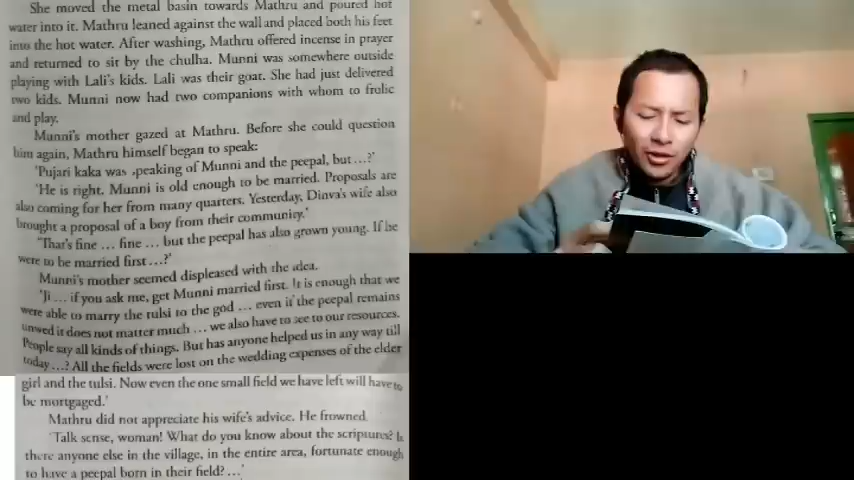 She moved the metal basin towards Mathru and poured hot
water into it. Mathru leaned against the wall and placed both his feet
into the hot water. After washing, Mathru offered incense in prayer
and returned to sit by the chulha. Munni was somewhere outside
playing with Lali's kids. Lali was their goat. She had just delivered
two kids. Munni now had two companions with whom to frolic
and play.
Munni's mother gazed at Mathru. Before she could question
him again, Mathru himself began to speak:
'Pujari kaka was speaking of Munni and the peepal, but ...?'
'He is right. Munni is old enough to be married. Proposals are
also coming for her from many quarters. Yesterday, Dinva's wife also
brought a proposal of a boy from their community.'
'That's fine ... fine ... but the peepal has also grown young. If he
were to be married first ...?'
Munni's mother seemed displeased with the idea.
'Ji ... if you ask me, get Munni married first. It is enough that we
were able to marry the tulsi to the god ... even if the peepal remains
unwed it does not matter much ... we also have to see to our resources.
People say all kinds of things. But has anyone helped us in any way till
today ...? All the fields were lost on the wedding expenses of the elder
girl and the tulsi. Now even the one small field we have left will have to
be mortgaged.'
Mathru did not appreciate his wife's advice. He frowned.
'Talk sense, woman! What do you know about the scriptures? Is
there anyone else in the village, in the entire area, fortunate enough
to have a peepal born in their field? ...'